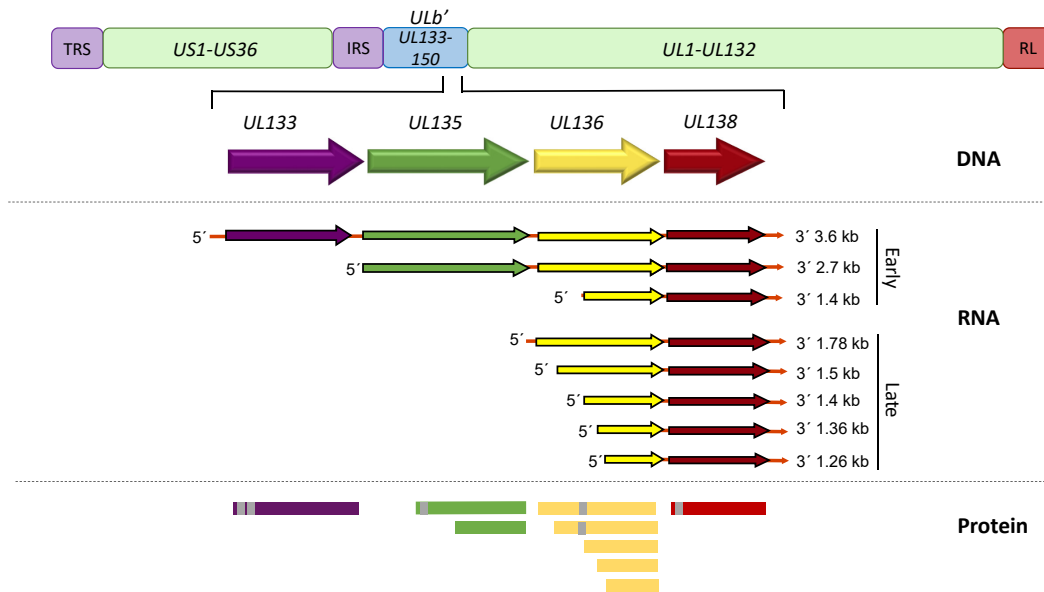 ULb’
TRS
US1-US36
IRS
UL133-
150
UL1-UL132
RL
UL133
UL135
UL136
UL138
DNA
5´
3´ 3.6 kb
5´
3´ 2.7 kb
5´
3´ 1.4 kb
Early
RNA
5´
3´ 1.78 kb
5´
3´ 1.5 kb
5´
3´ 1.4 kb
5´
3´ 1.36 kb
5´
3´ 1.26 kb
Late
Protein